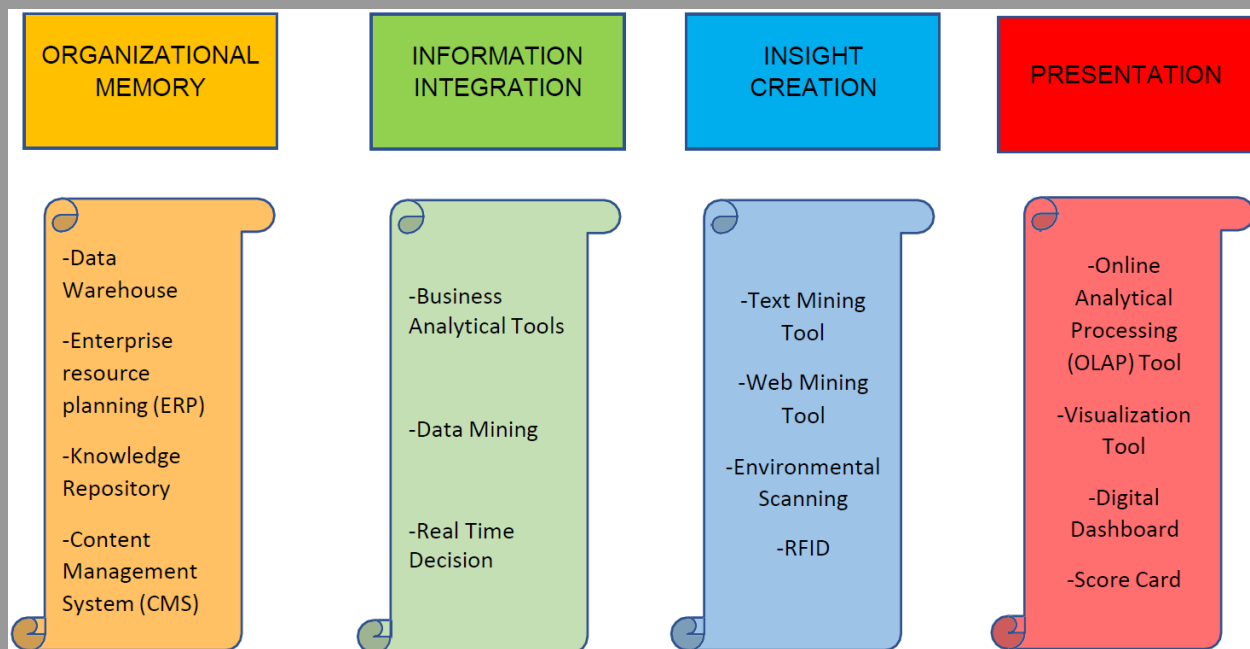 ORGANIZATIONAL
MEMORY
INFORMATION
INTEGRATION
INSIGHT
CREATION
PRESENTATION
-Data
Warehouse
-Enterprise
resource
planning (ERP)
-Knowledge
Repository
-Content
Management
System (CMS)
-Business
Analytical Tools
-Data Mining
-Real Time
Decision
-Text Mining
Tool
-Web Mining
Tool
-Environmental
Scanning
-RFID
-Online
Analytical
Processing
(OLAP) Tool
-Visualization
Tool
-Digital
Dashboard
-Score Card